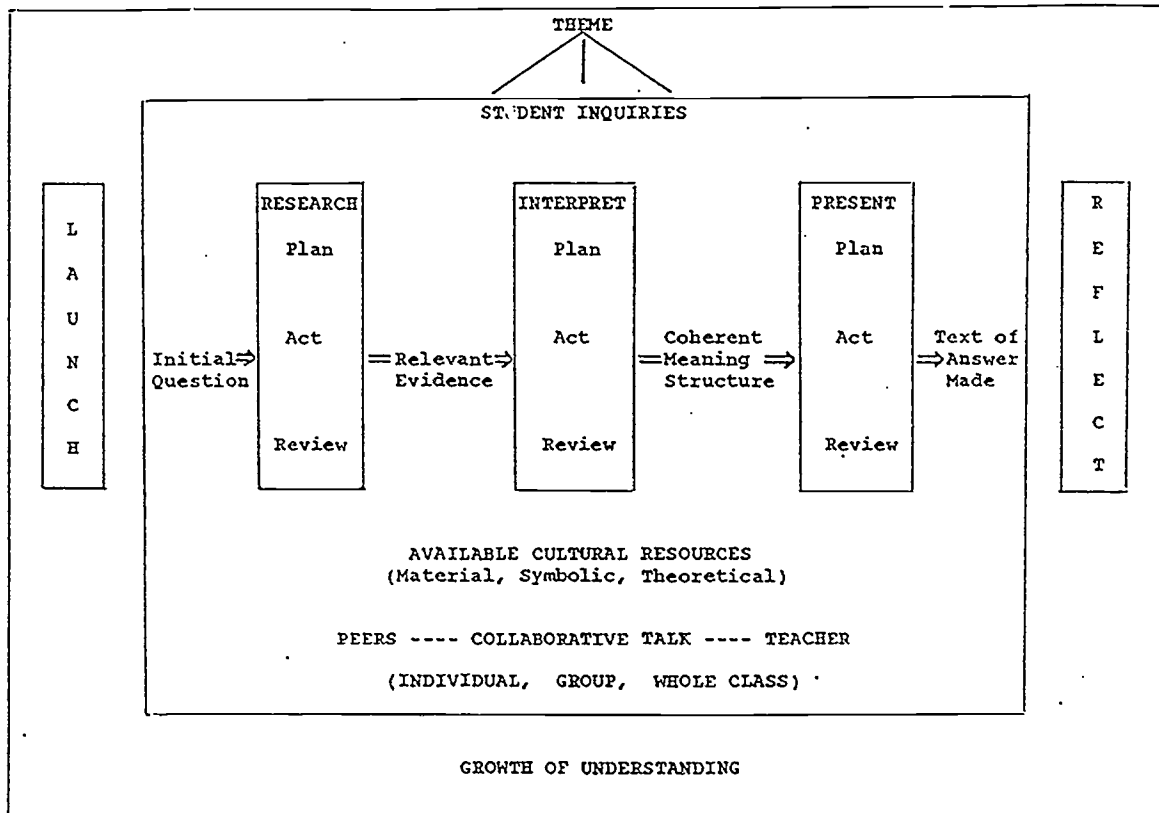 THEME
STUDENT INQUIRIES
LAUNCH
Initial⇒
Question
RESEARCH
Plan
Act
Review
═Relevant⇒
Evidence
INTERPRET
Plan
Act
Review
Coherent
═Meaning ⇒
Structure
PRESENT
Plan
Act
Review
Text of
⇒Answer
Made
REFLECT
AVAILABLE CULTURAL RESOURCES
(Material, Symbolic, Theoretical)
PEERS ---- COLLABORATIVE TALK ---- TEACHER
(INDIVIDUAL, GROUP, WHOLE CLASS)
GROWTH OF UNDERSTANDING